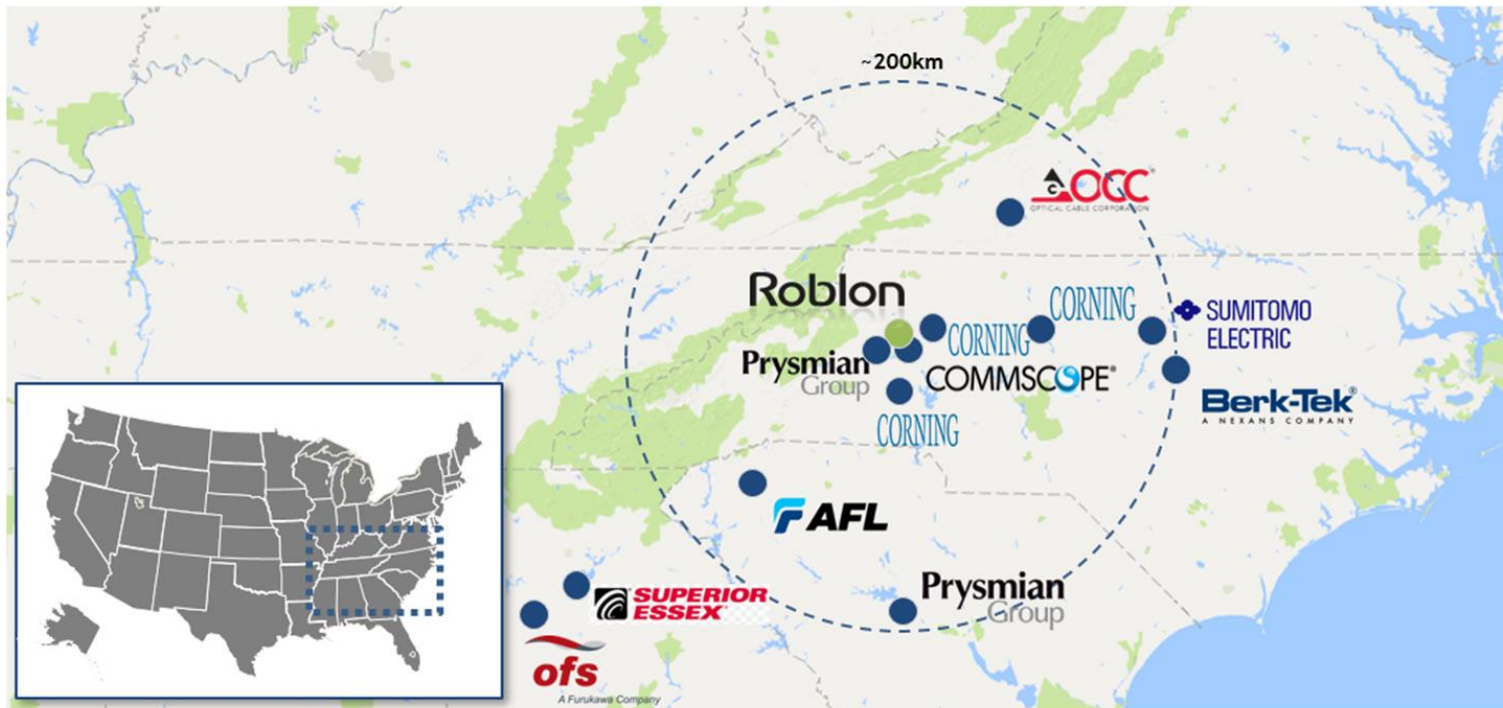 ~200km
OCC®
OPTICAL CABLE CORPORATION
Roblon
CORNING
SUMITOMO
ELECTRIC
CORNING
Prysmian
Group
COMMSCOPE®
Berk-Tek®
A NEXANS COMPANY
CORNING
AFL
Prysmian
Group
SUPERIOR
ESSEX
ofs
A Furukawa Company